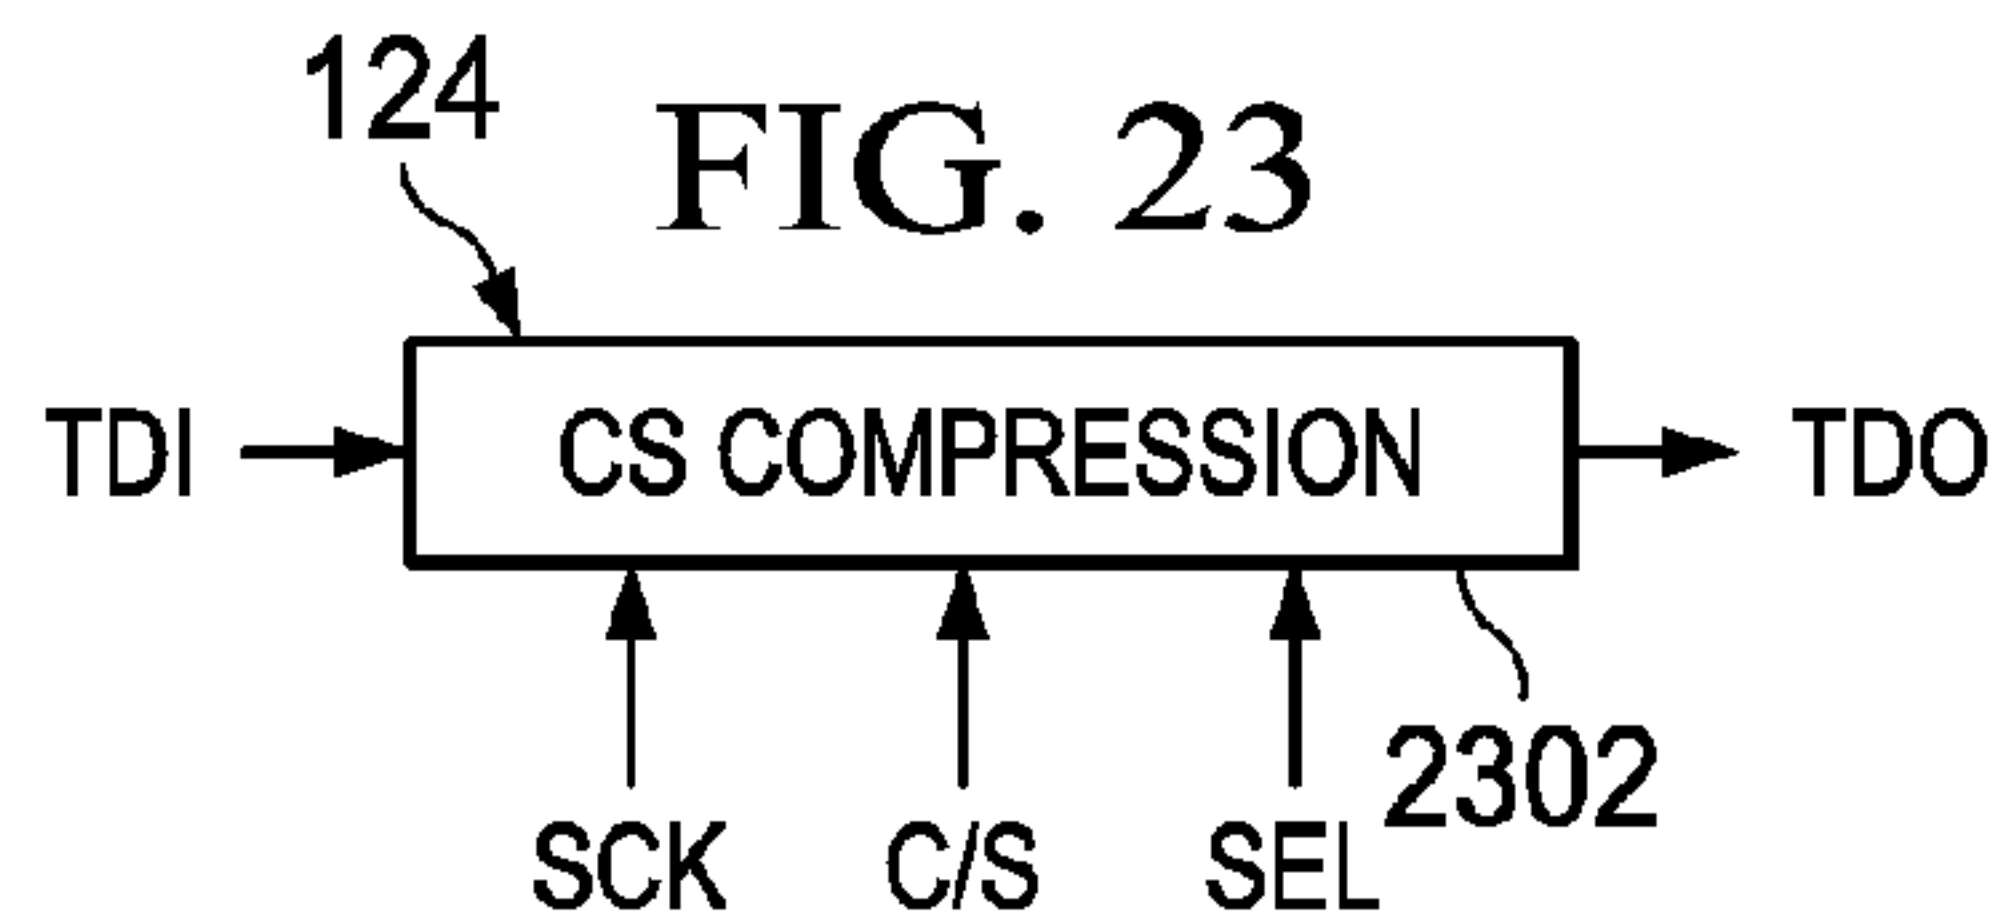 124
FIG. 23
TDI
CS COMPRESSION
TDO
SCK
C/S
SEL
2302